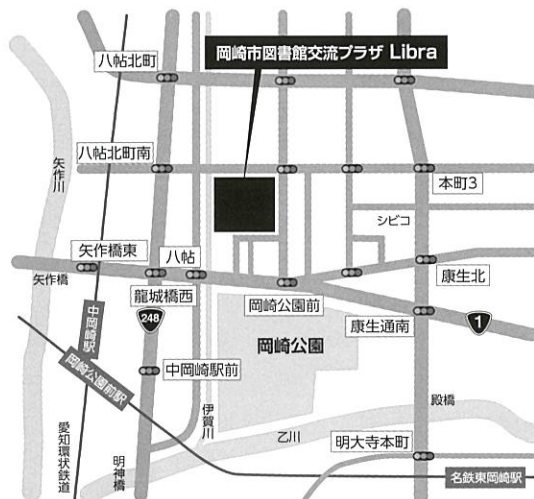 岡崎市図書館交流プラザ Libra
八帖北町
矢作川
八帖北町南
本町3
シビコ
矢作橋東
八帖
矢作橋
龍城橋西
岡崎公園前
康生北
中岡崎駅
248
岡崎公園
康生通南
1
岡崎公園前駅
中岡崎駅前
伊賀川
殿橋
愛知環状鉄道
明神橋
乙川
明大寺本町
名鉄東岡崎駅